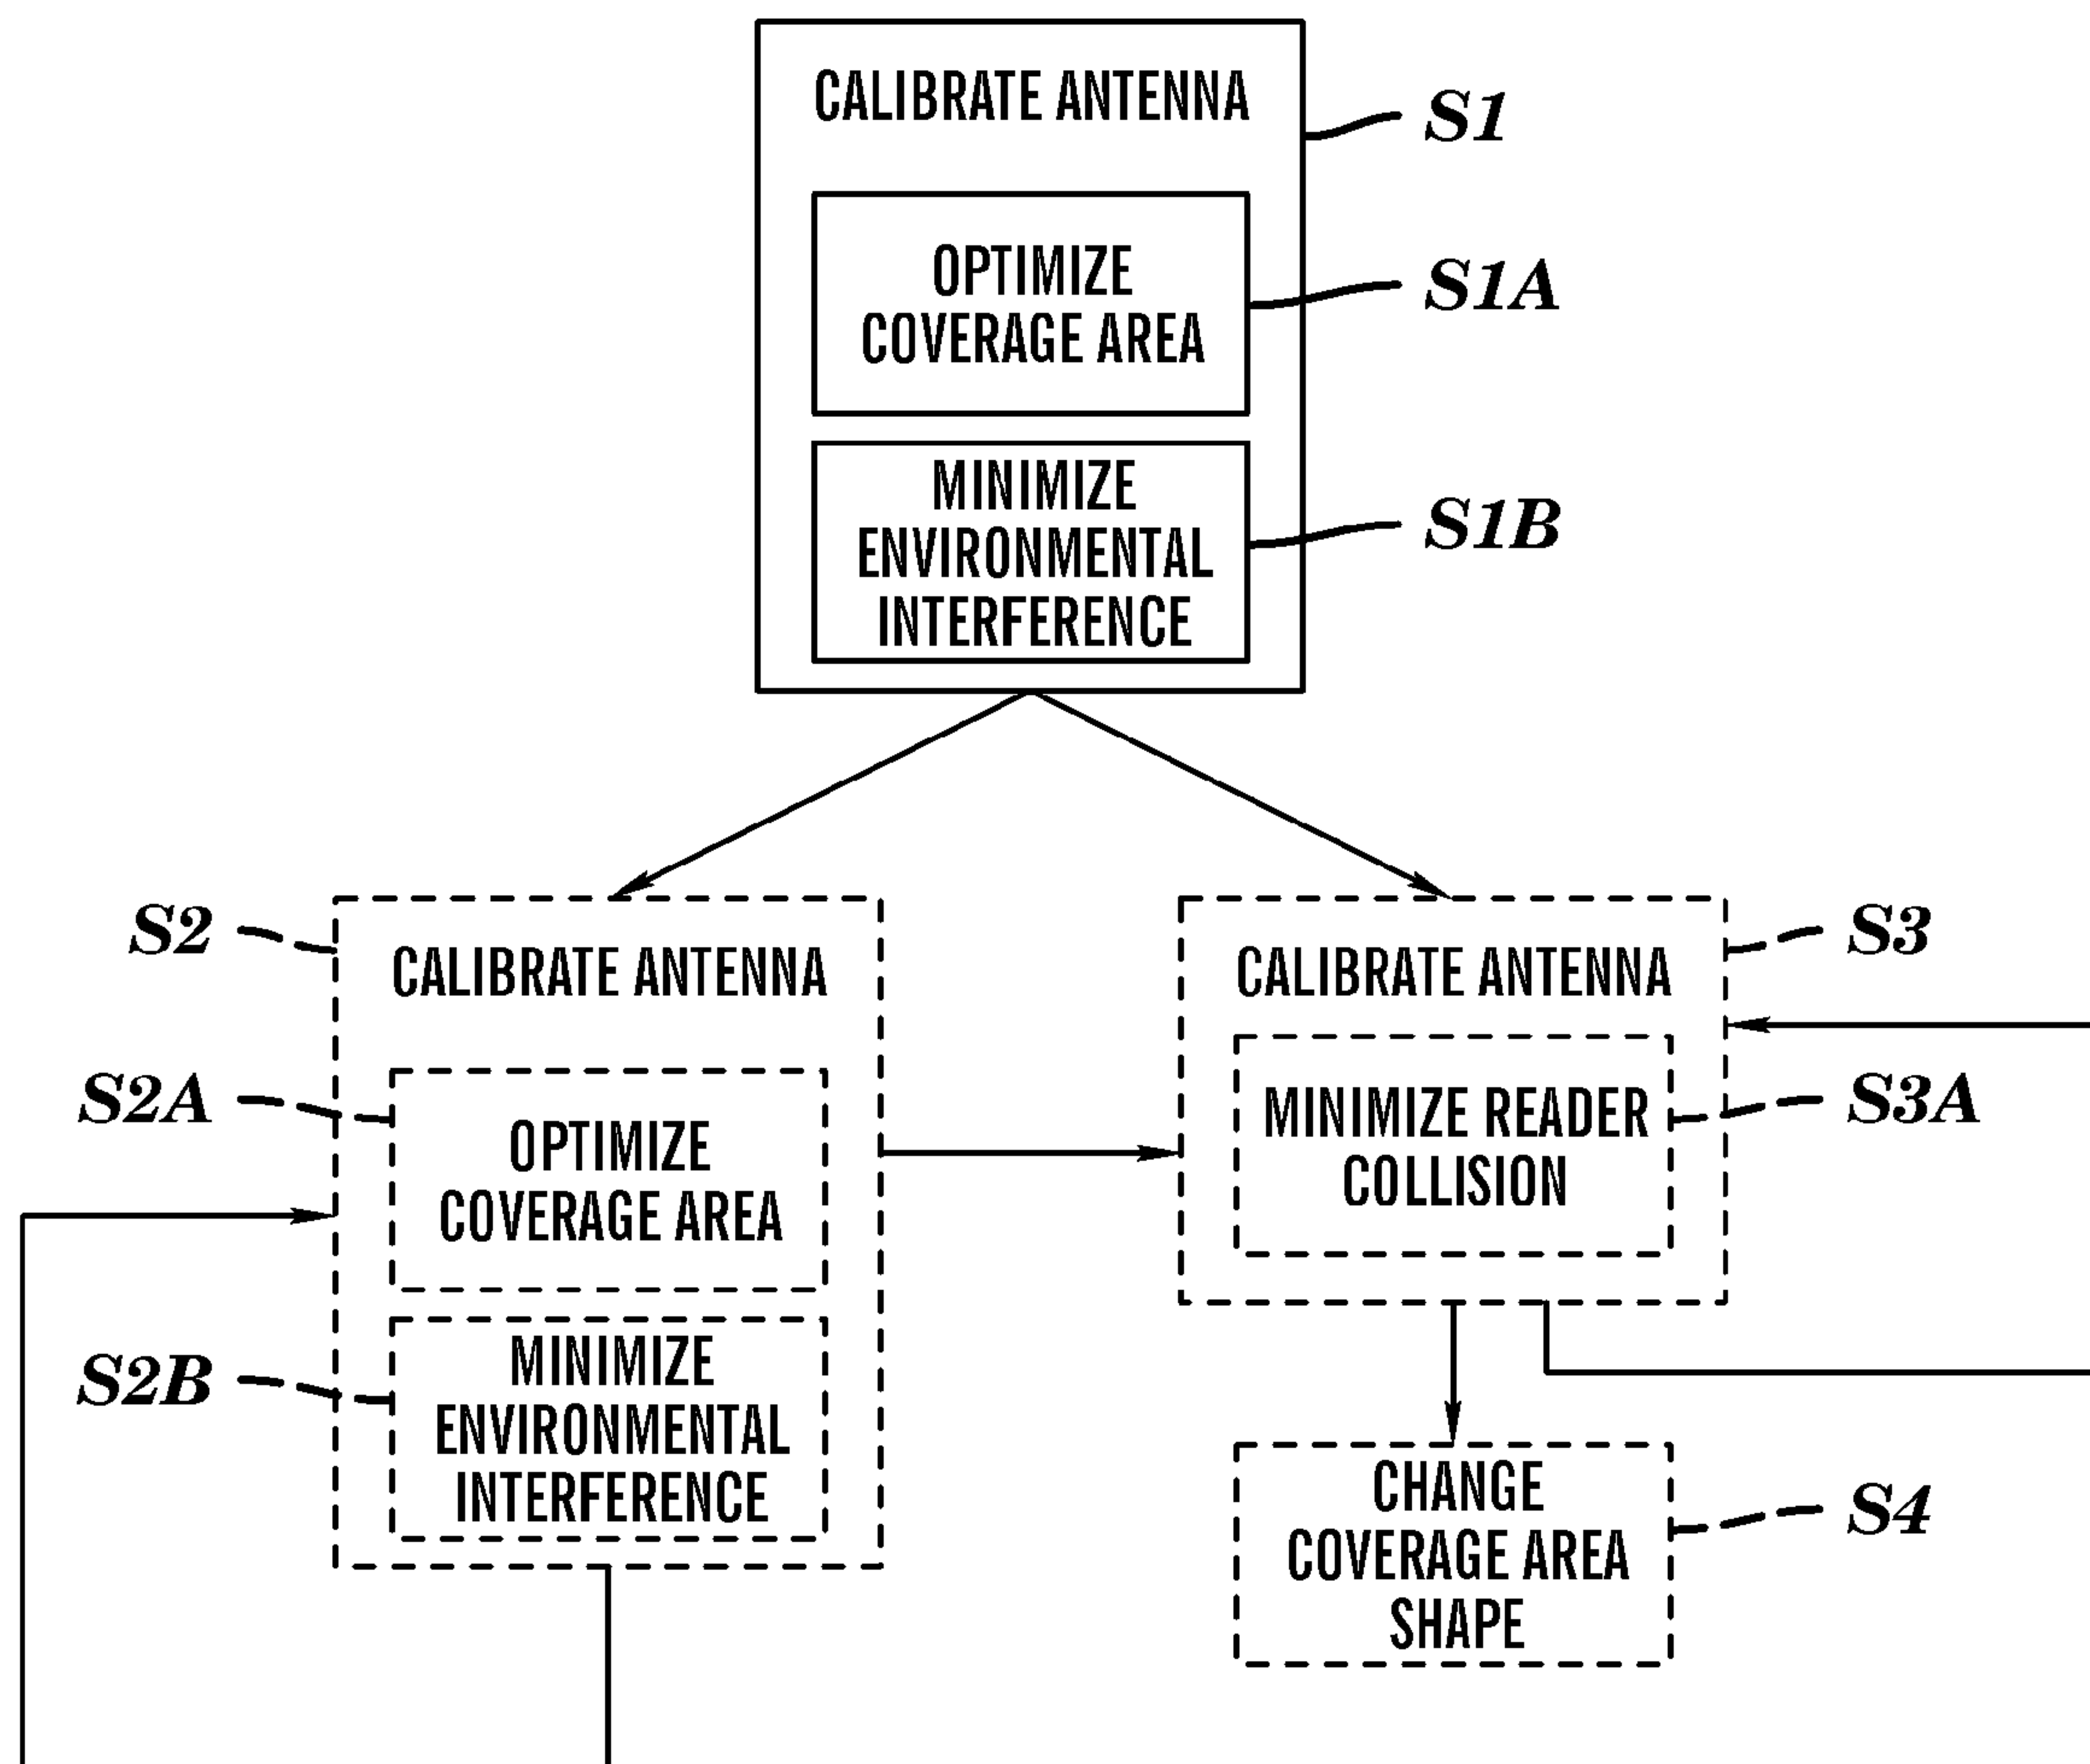 CALIBRATE ANTENNA
S1
OPTIMIZE
COVERAGE AREA
S1A
MINIMIZE
ENVIRONMENTAL
INTERFERENCE
S1B
S2
CALIBRATE ANTENNA
S2A
OPTIMIZE
COVERAGE AREA
S2B
MINIMIZE
ENVIRONMENTAL
INTERFERENCE
CALIBRATE ANTENNA
S3
MINIMIZE READER
COLLISION
S3A
CHANGE
COVERAGE AREA
SHAPE
S4